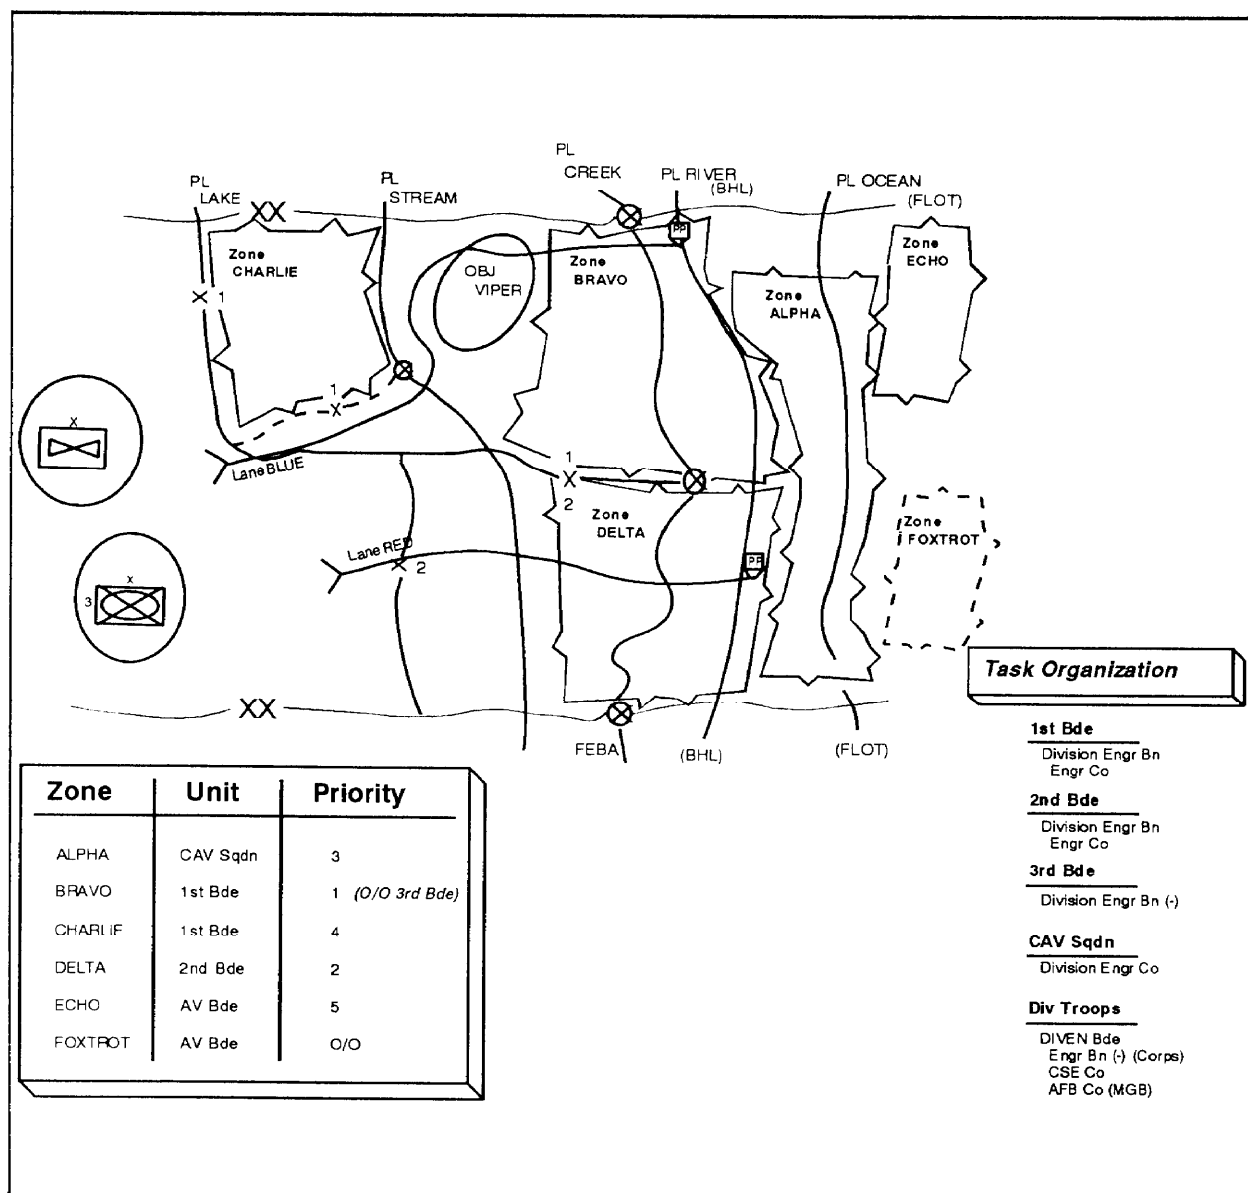 PL
CREEK
PL RIVER
(BHL)
PL OCEAN
(FLOT)
PL
LAKE
PL
STREAM
XX
Zone
CHARLIE
OBJ
VIPER
Zone
BRAVO
PP
Zone
ALPHA
Zone
ECHO
X 1
1
X
X
Lane BLUE
1
X
2
Zone
DELTA
Zone
FOXTROT
Lane RED
X 2
PP
X
3
XX
FEBA
(BHL)
(FLOT)
Task Organization
1st Bde
Division Engr Bn
Engr Co
2nd Bde
Division Engr Bn
Engr Co
3rd Bde
Division Engr Bn (-)
CAV Sqdn
Division Engr Co
Div Troops
DIVEN Bde
Engr Bn (-) (Corps)
CSE Co
AFB Co (MGB)
Zone Unit Priority
ALPHA CAV Sqdn 3
BRAVO 1st Bde 1 (O/O 3rd Bde)
CHARLIE 1st Bde 4
DELTA 2nd Bde 2
ECHO AV Bde 5
FOXTROT AV Bde O/O